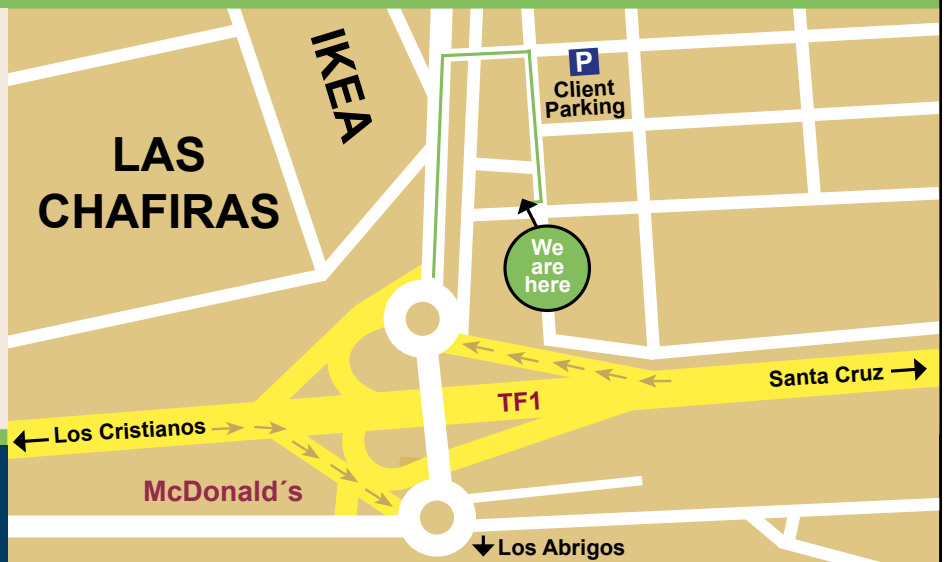 IKEA
P
Client
Parking
LAS
CHAFIRAS
We
are
here
Santa Cruz
TF1
Los Cristianos
McDonald´s
Los Abrigos